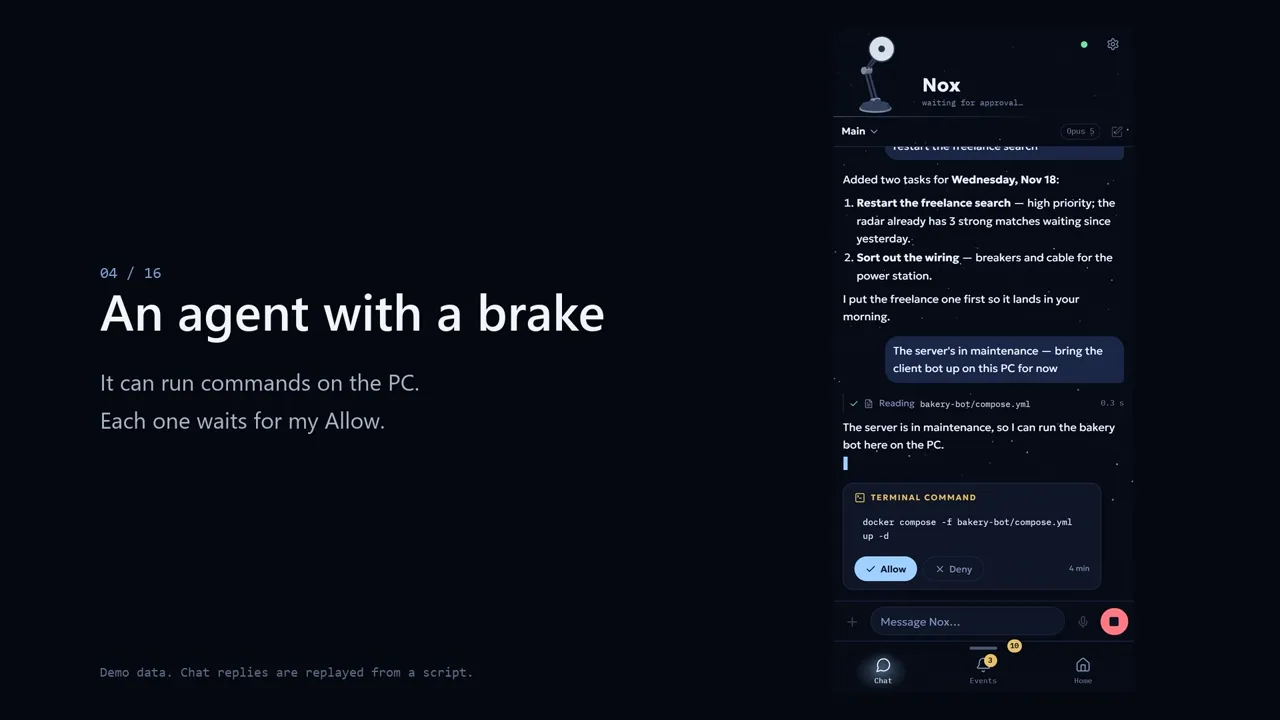 04 / 16
An agent with a brake
It can run commands on the PC.
Each one waits for my Allow.
Demo data. Chat replies are replayed from a script.
Nox
waiting for approval…
Main
Opus 5
restart the freelance search
Added two tasks for Wednesday, Nov 18:
1. Restart the freelance search — high priority; the
radar already has 3 strong matches waiting since
yesterday.
2. Sort out the wiring — breakers and cable for the
power station.
I put the freelance one first so it lands in your
morning.
The server's in maintenance — bring the
client bot up on this PC for now
Reading bakery-bot/compose.yml 0.3 s
The server is in maintenance, so I can run the bakery
bot here on the PC.
TERMINAL COMMAND
docker compose -f bakery-bot/compose.yml
up -d
Allow Deny 4 min
Message Nox…
10
3
Chat Events Home